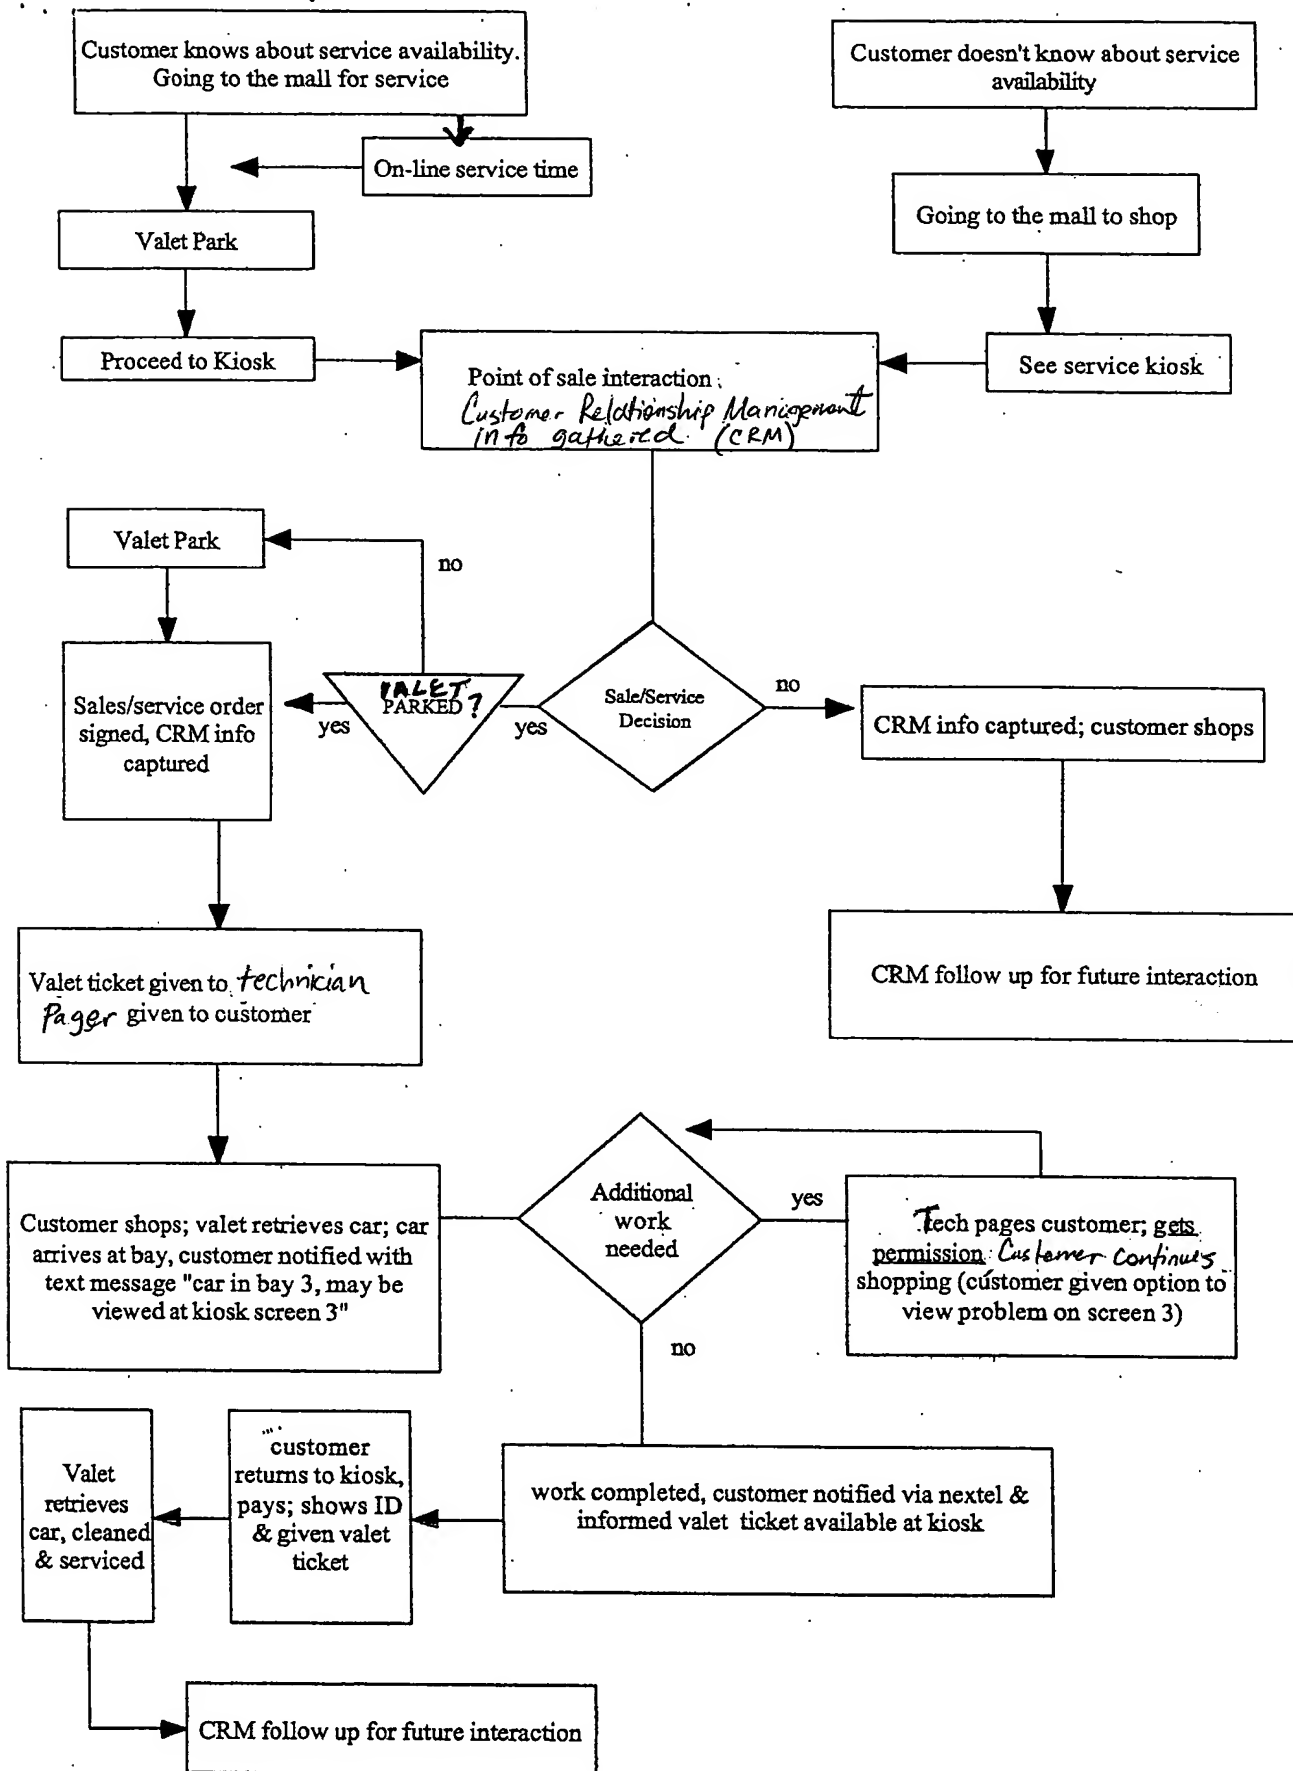 Customer knows about service availability.
Going to the mall for service
Customer doesn't know about service
availability
On-line service time
Going to the mall to shop
Valet Park
Proceed to Kiosk
Point of sale interaction
Customer Relationship Management
info gathered. (CRM)
See service kiosk
Valet Park
no
Sales/service order
signed, CRM info
captured
yes
VALET
PARKED ?
yes
Sale/Service
Decision
no
CRM info captured; customer shops
Valet ticket given to technician
Pager given to customer
CRM follow up for future interaction
Customer shops; valet retrieves car; car
arrives at bay, customer notified with
text message "car in bay 3, may be
viewed at kiosk screen 3"
Additional
work
needed
yes
Tech pages customer; gets
permission: Customer continues
shopping (customer given option to
view problem on screen 3)
no
Valet
retrieves
car, cleaned
& serviced
customer
returns to kiosk,
pays; shows ID
& given valet
ticket
work completed, customer notified via nextel &
informed valet ticket available at kiosk
CRM follow up for future interaction